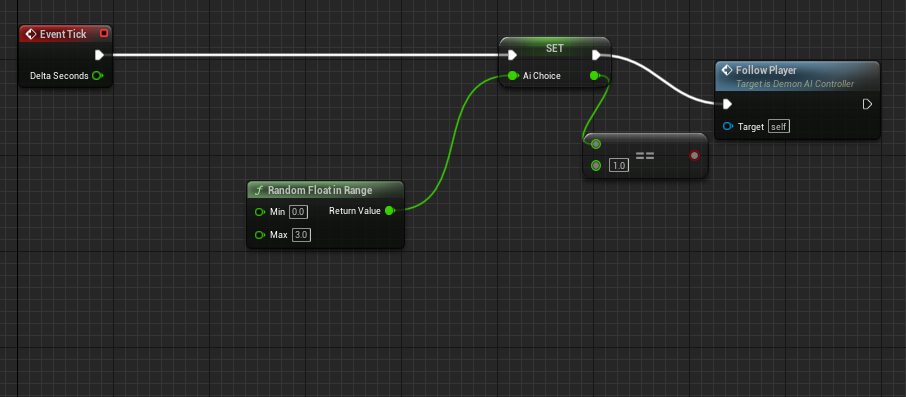 Event Tick
Delta Seconds
SET
Ai Choice
Follow Player
Target is Demon AI Controller
Target self
1.0 ==
f Random Float in Range
Min 0.0 Return Value
Max 3.0